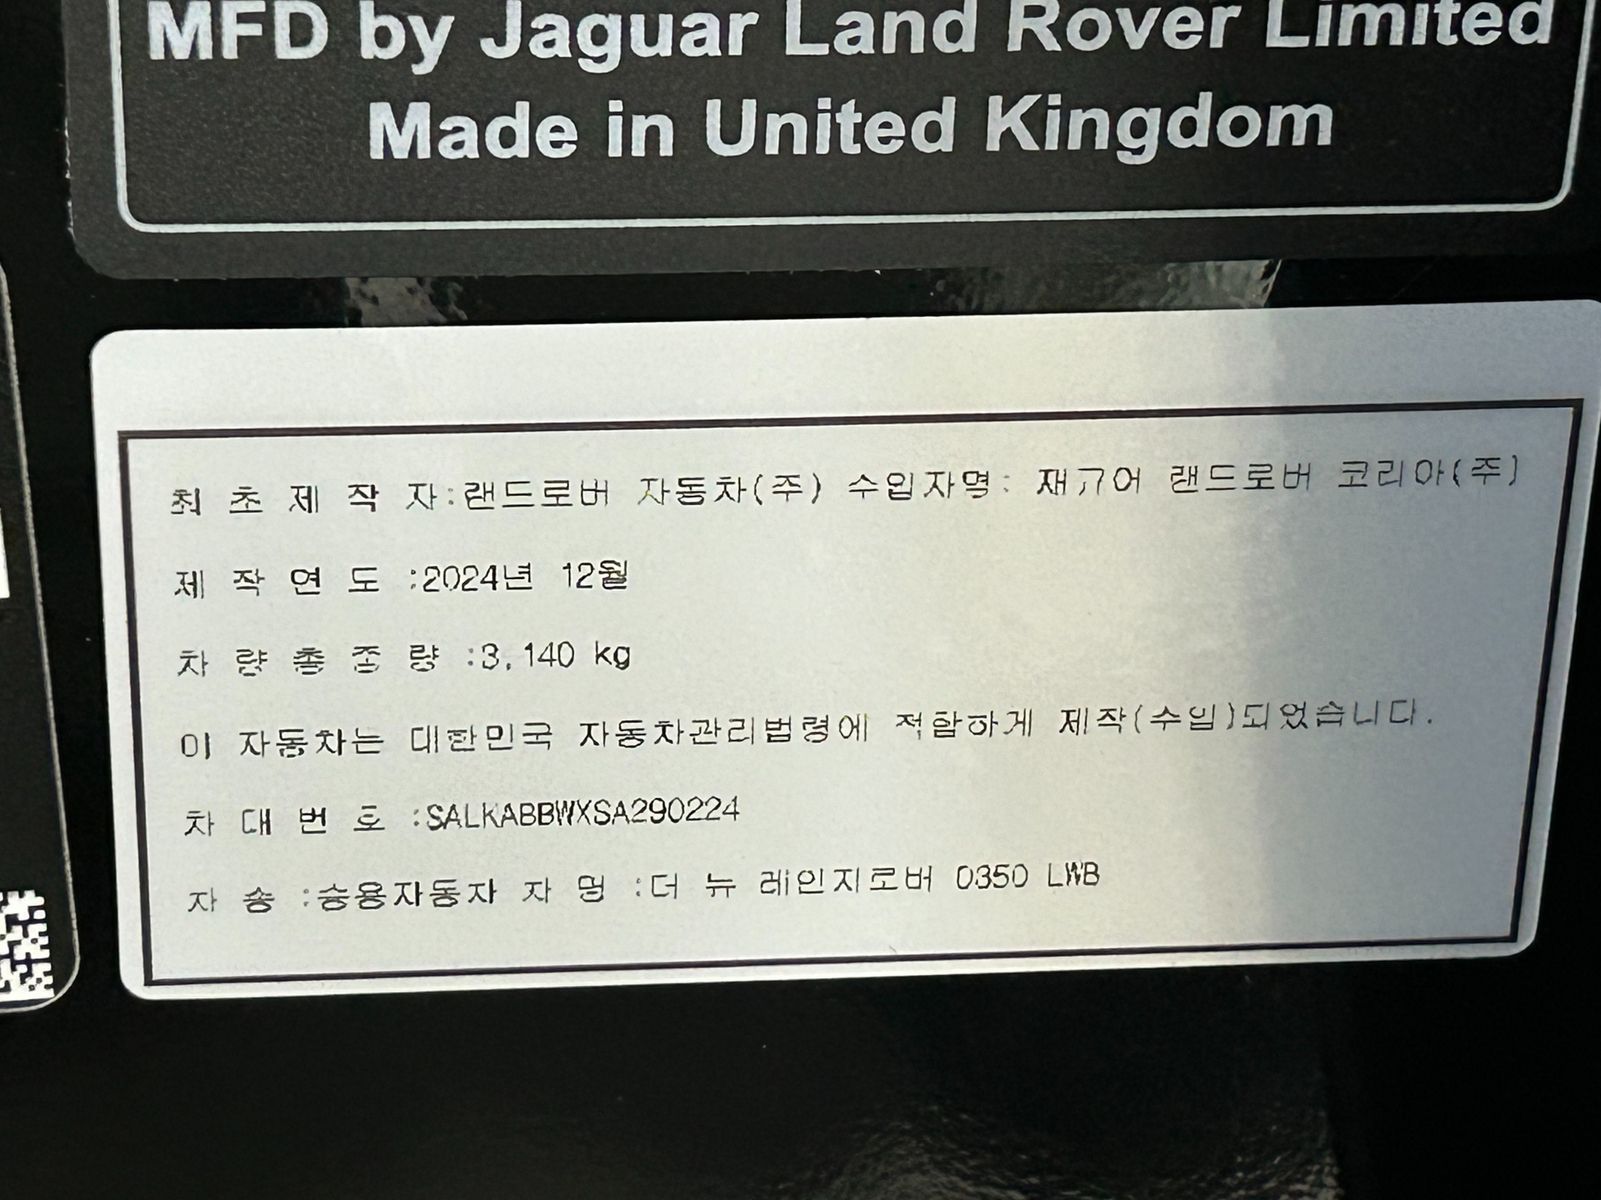 MFD by Jaguar Land Rover Limited
Made in United Kingdom
최 초 제 작 자:랜드로버 자동차(주) 수입자명: 재규어 랜드로버 코리아(주)
제 작 연 도 :2024년 12월
차 량 총 중 량 :3,140 kg
이 자동차는 대한민국 자동차관리법령에 적합하게 제작(수입)되었습니다.
차 대 번 호 :SALKABBWXSA290224
차 종 :승용자동차 차 명 :더 뉴 레인지로버 D350 LWB